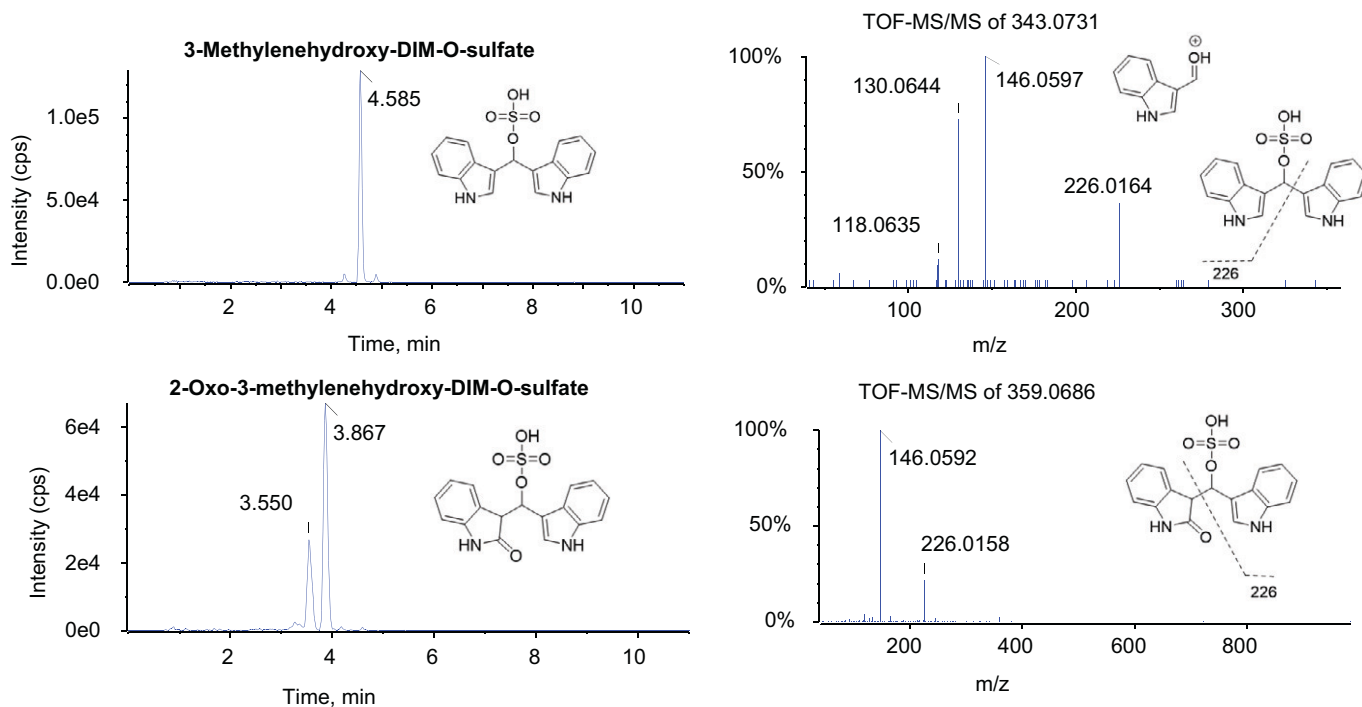 3-Methylenehydroxy-DIM-O-sulfate
Intensity (cps)
1.0e5
5.0e4
0.0e0
4.585
OH
O=S=O
O
HN
NH
2
4
6
8
10
Time, min
TOF-MS/MS of 343.0731
100%
50%
0%
118.0635
130.0644
146.0597
226.0164
⊕
OH
HN
OH
O=S=O
O
HN
NH
226
100
200
300
m/z
2-Oxo-3-methylenehydroxy-DIM-O-sulfate
Intensity (cps)
6e4
4e4
2e4
0e0
3.550
3.867
OH
O=S=O
O
HN
O
NH
2
4
6
8
10
Time, min
TOF-MS/MS of 359.0686
100%
50%
0%
146.0592
226.0158
OH
O=S=O
O
HN
O
NH
226
200
400
600
800
m/z